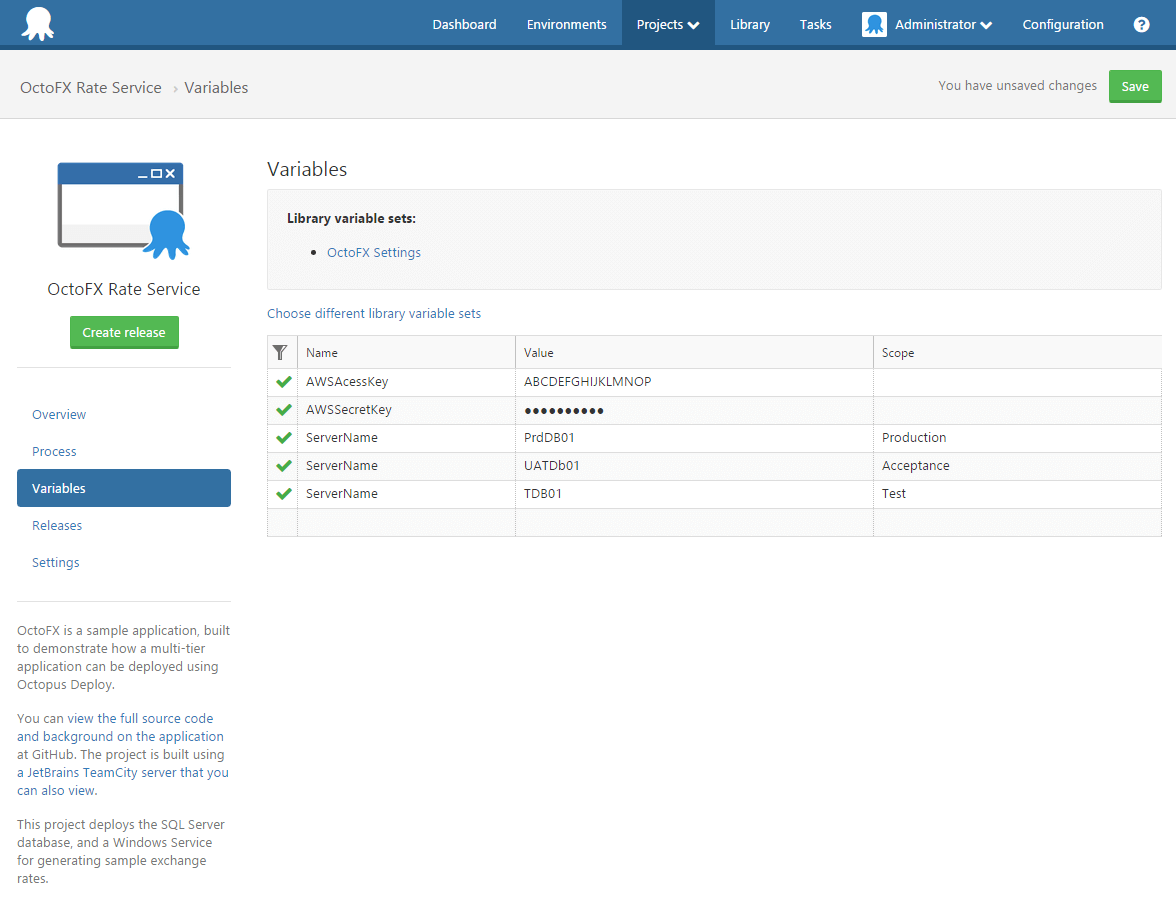 Dashboard Environments Projects Library Tasks Administrator Configuration ?
OctoFX Rate Service › Variables You have unsaved changes Save
OctoFX Rate Service
Create release
Overview
Process
Variables
Releases
Settings
OctoFX is a sample application, built
to demonstrate how a multi-tier
application can be deployed using
Octopus Deploy.
You can view the full source code
and background on the application
at GitHub. The project is built using
a JetBrains TeamCity server that you
can also view.
This project deploys the SQL Server
database, and a Windows Service
for generating sample exchange
rates.
Variables
Library variable sets:
• OctoFX Settings
Choose different library variable sets
Name Value Scope
AWSAcessKey ABCDEFGHIJKLMNOP
AWSSecretKey ●●●●●●●●●●
ServerName PrdDB01 Production
ServerName UATDb01 Acceptance
ServerName TDB01 Test